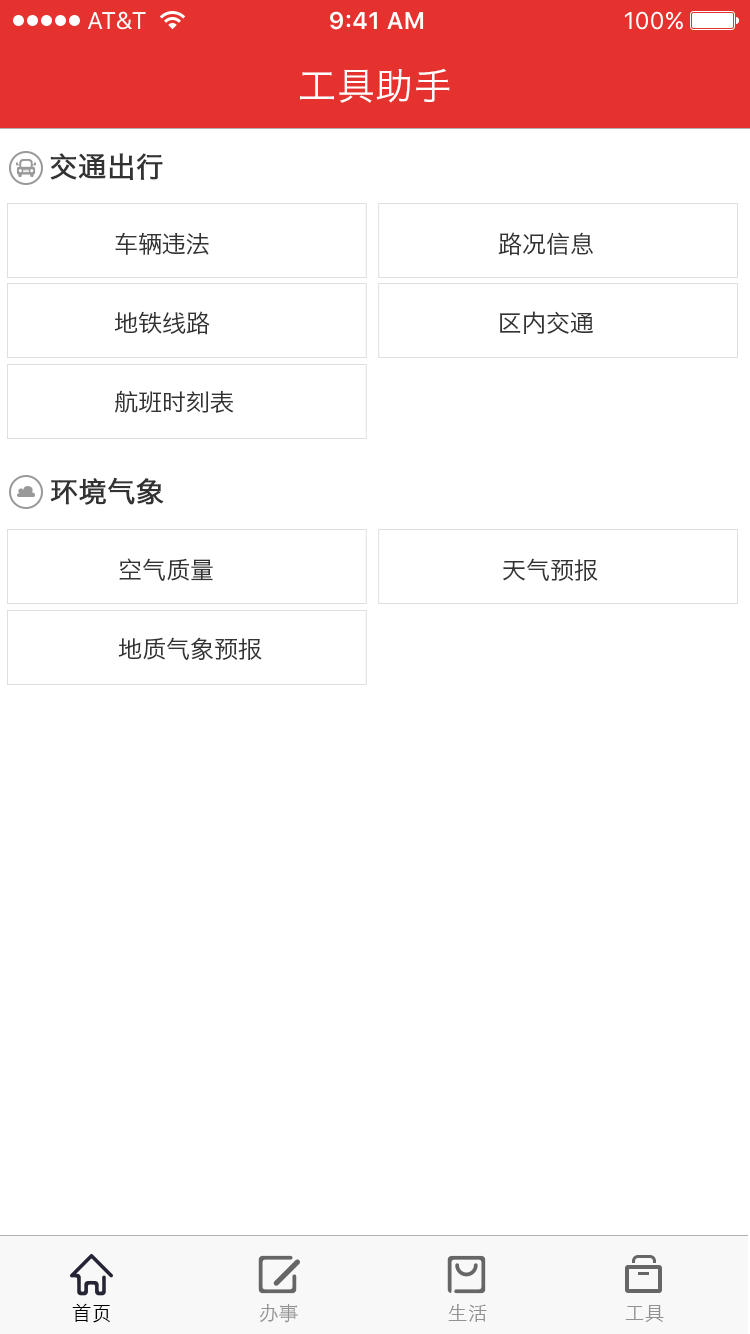 AT&T 9:41 AM 100%
工具助手
交通出行
车辆违法 路况信息
地铁线路 区内交通
航班时刻表
环境气象
空气质量 天气预报
地质气象预报
首页 办事 生活 工具